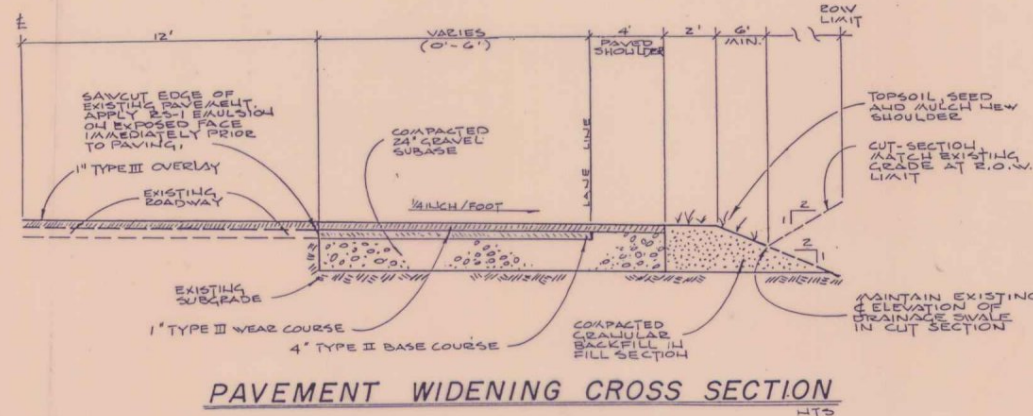 ℄
12'
VARIES
(0'-6')
4'
PAVED
SHOULDER
2'
6'
MIN.
ROW
LIMIT
SAWCUT EDGE OF
EXISTING PAVEMENT.
APPLY RS-1 EMULSION
ON EXPOSED FACE
IMMEDIATELY PRIOR
TO PAVING.
1" TYPE III OVERLAY
EXISTING
ROADWAY
COMPACTED
24" GRAVEL
SUBASE
1/4 INCH/FOOT
LANE LINE
TOPSOIL, SEED
AND MULCH NEW
SHOULDER
CUT-SECTION,
MATCH EXISTING
GRADE AT R.O.W.
LIMIT
1
2
2
1
EXISTING
SUBGRADE
1" TYPE III WEAR COURSE
4" TYPE II BASE COURSE
COMPACTED
GRANULAR
BACKFILL IN
FILL SECTION
MAINTAIN EXISTING
℄ ELEVATION OF
DRAINAGE SWALE
IN CUT SECTION
PAVEMENT WIDENING CROSS SECTION
NTS